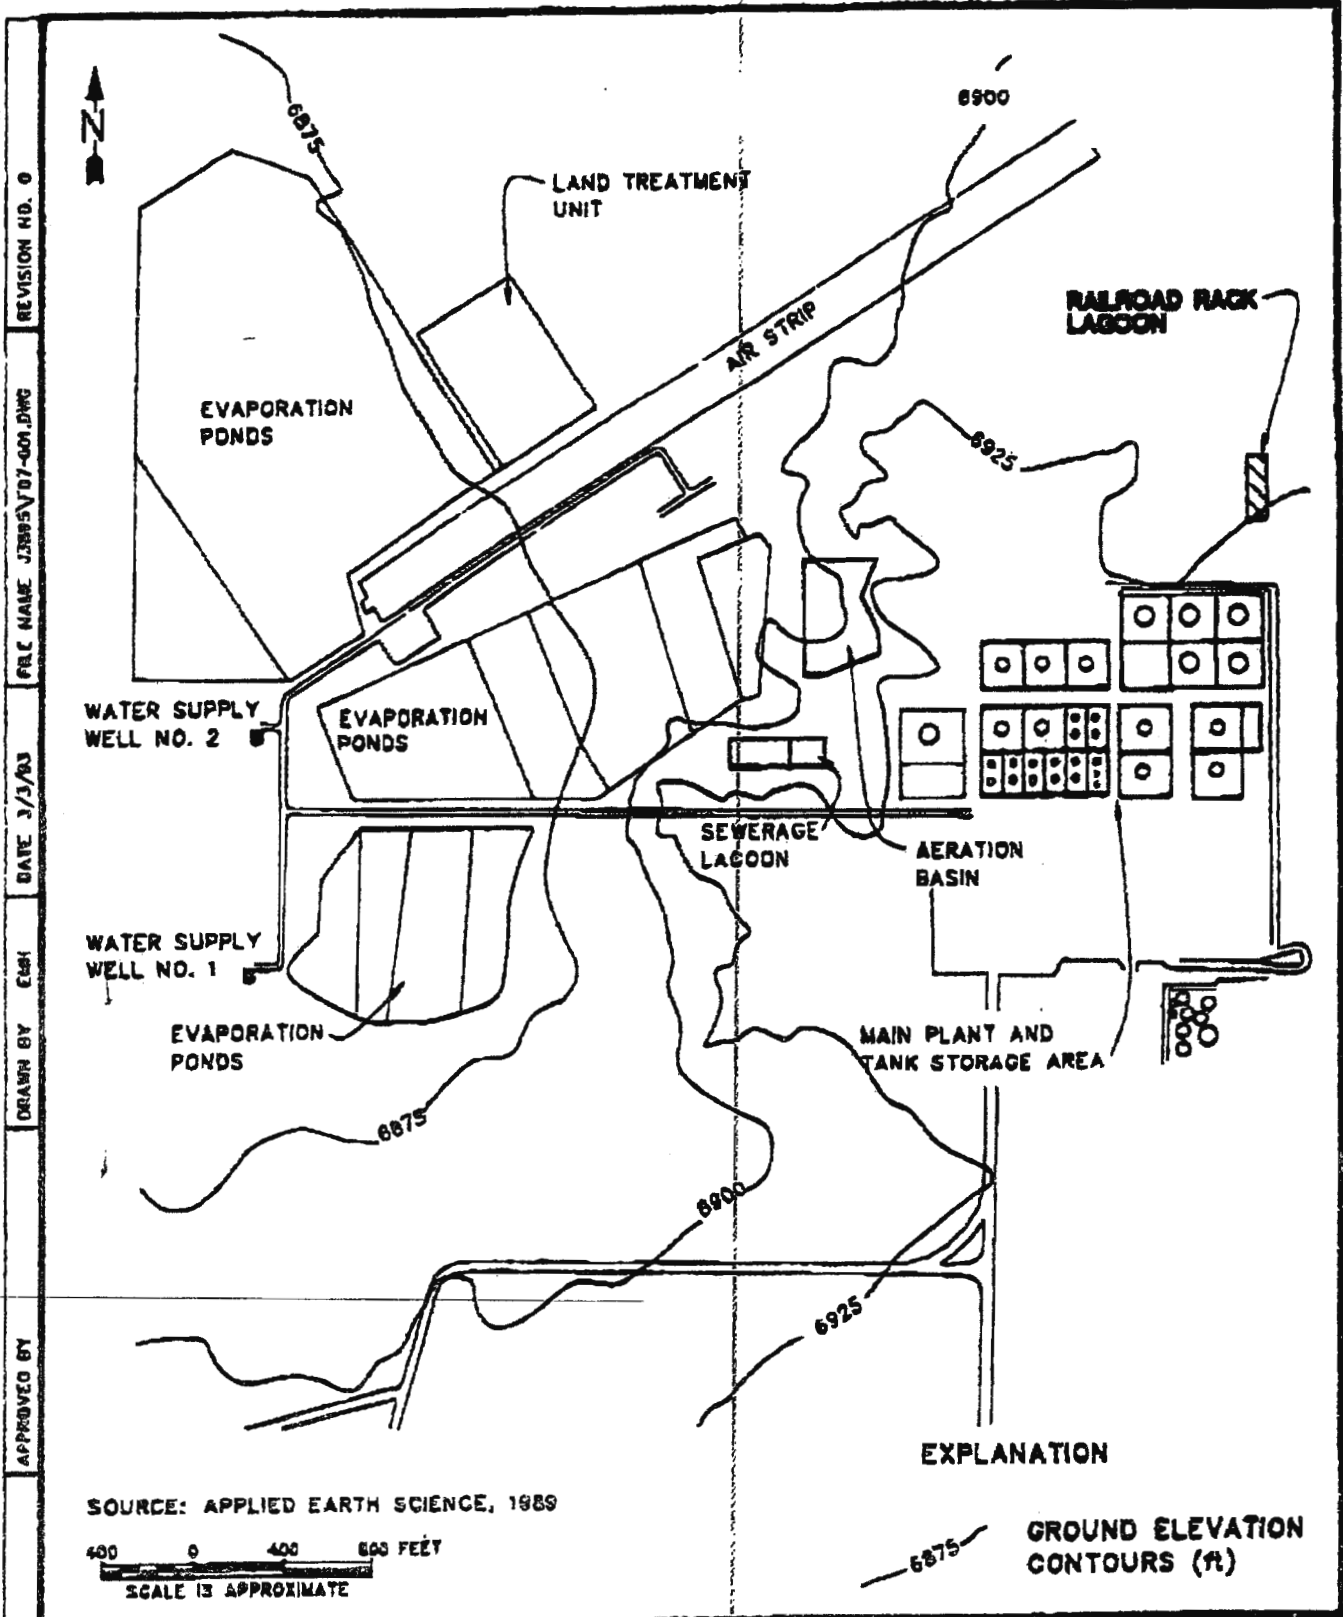 N
6875
6900
LAND TREATMENT
UNIT
RAILROAD RACK
LAGOON
AIR STRIP
EVAPORATION
PONDS
6925
WATER SUPPLY
WELL NO. 2
EVAPORATION
PONDS
SEWERAGE
LAGOON
AERATION
BASIN
WATER SUPPLY
WELL NO. 1
EVAPORATION
PONDS
MAIN PLANT AND
TANK STORAGE AREA
6875
6900
6925
EXPLANATION
SOURCE: APPLIED EARTH SCIENCE, 1989
400 0 400 800 FEET
SCALE IS APPROXIMATE
6875
GROUND ELEVATION
CONTOURS (ft)
REVISION NO. 0
FILE NAME
DATE 3/3/93
DRAWN BY
APPROVED BY